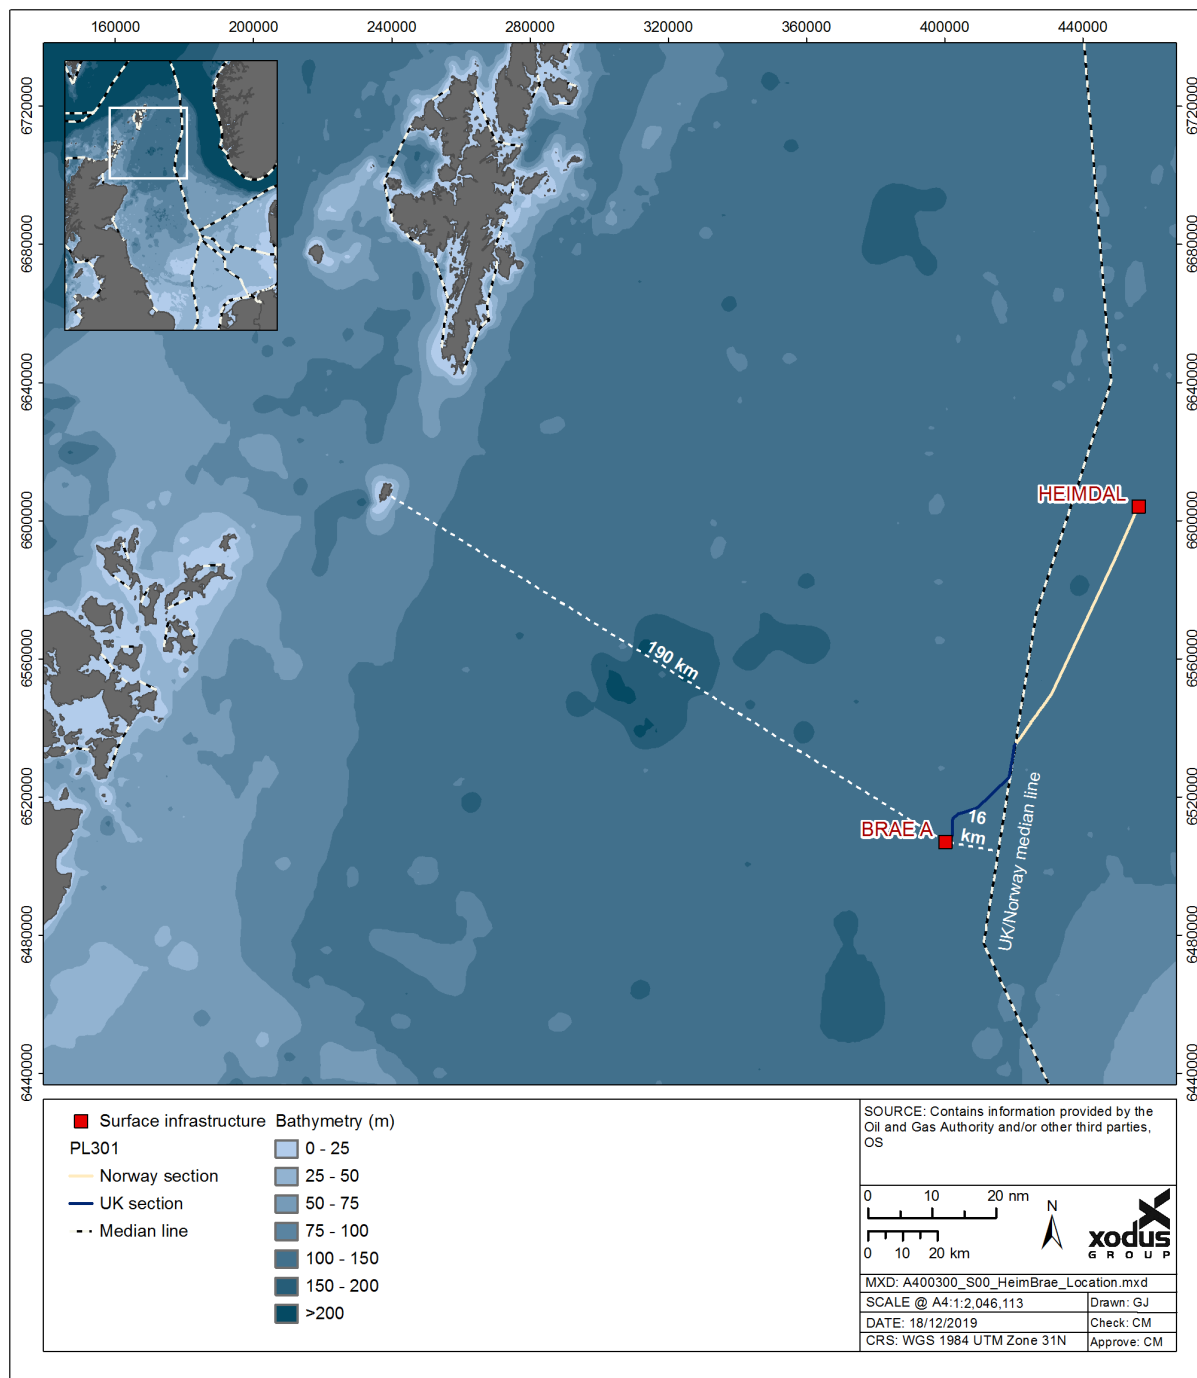 160000 200000 240000 280000 320000 360000 400000 440000
6720000 6720000
6680000 6680000
6640000 6640000
HEIMDAL
6600000 6600000
190 km
6560000 6560000
6520000 6520000
BRAE A
16
km
UK/Norway median line
6480000 6480000
6440000 6440000
Surface infrastructure
PL301
Norway section
UK section
Median line
Bathymetry (m)
0 - 25
25 - 50
50 - 75
75 - 100
100 - 150
150 - 200
>200
SOURCE: Contains information provided by the
Oil and Gas Authority and/or other third parties,
OS
0 10 20 nm
0 10 20 km
N
xodus
GROUP
MXD: A400300_S00_HeimBrae_Location.mxd
SCALE @ A4:1:2,046,113 Drawn: GJ
DATE: 18/12/2019 Check: CM
CRS: WGS 1984 UTM Zone 31N Approve: CM